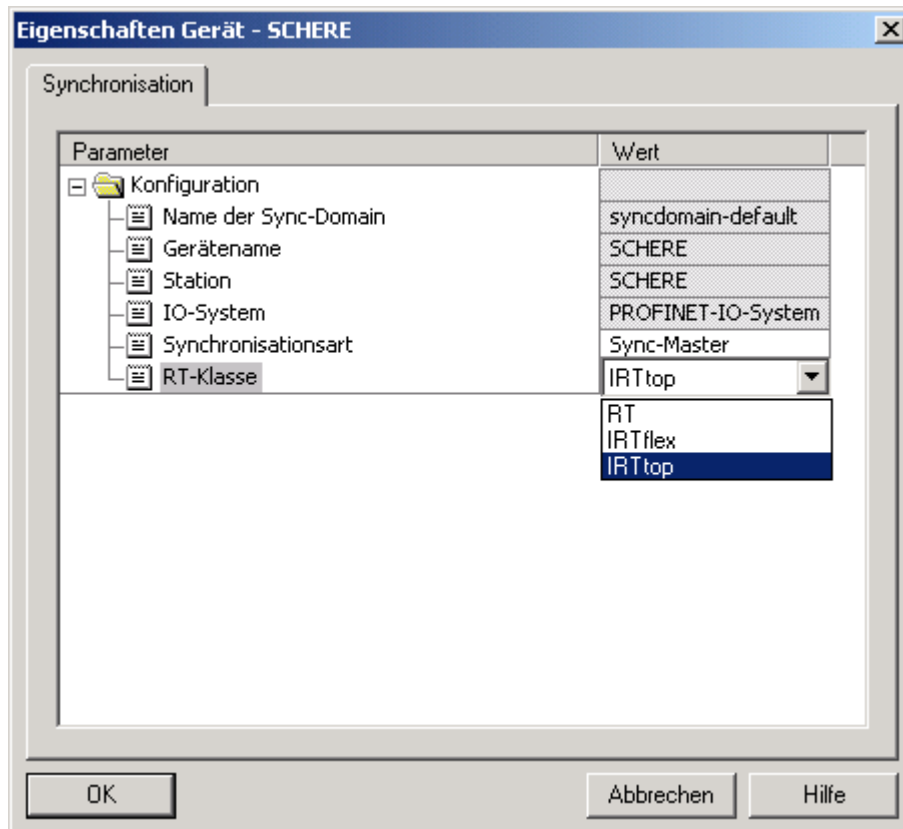 Eigenschaften Gerät - SCHERE
Synchronisation
Parameter Wert
Konfiguration
Name der Sync-Domain syncdomain-default
Gerätename SCHERE
Station SCHERE
IO-System PROFINET-IO-System
Synchronisationsart Sync-Master
RT-Klasse IRTtop
RT
IRTflex
IRTtop
OK Abbrechen Hilfe